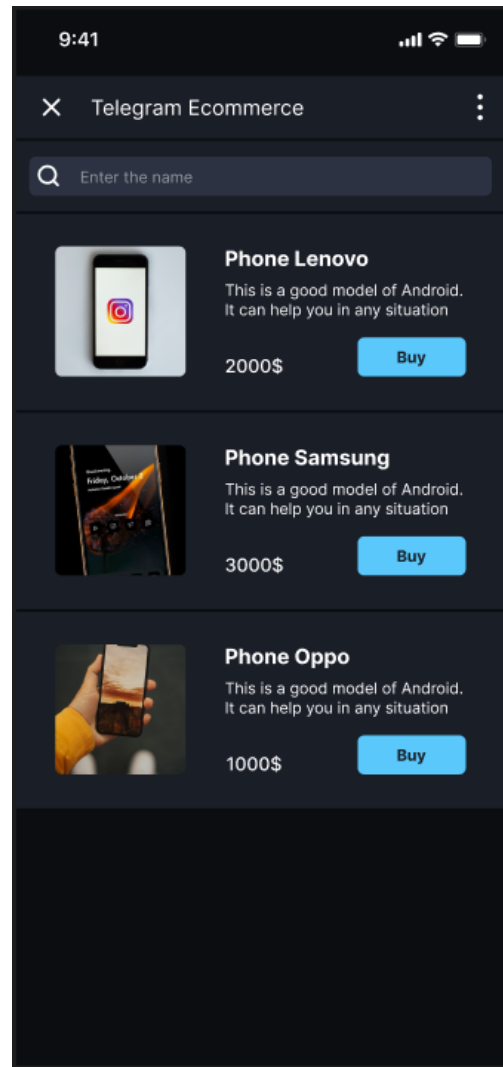 9:41
Telegram Ecommerce
Enter the name
Phone Lenovo
This is a good model of Android.
It can help you in any situation
2000$
Buy
Friday, October
Phone Samsung
This is a good model of Android.
It can help you in any situation
3000$
Buy
Phone Oppo
This is a good model of Android.
It can help you in any situation
1000$
Buy